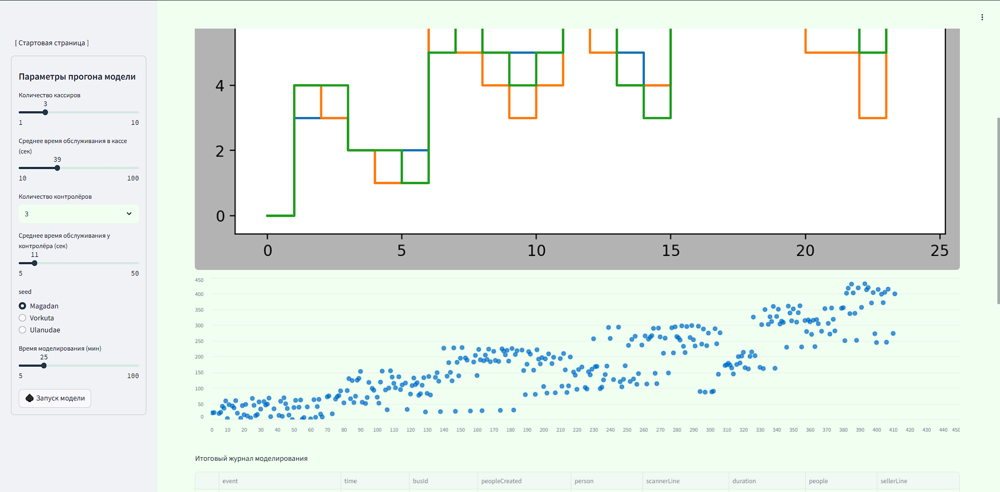 [ Стартовая страница ]
Параметры прогона модели
Количество кассиров
3
1 10
Среднее время обслуживания в кассе
(сек)
39
10 100
Количество контролёров
3
Среднее время обслуживания у
контролёра (сек)
11
5 50
seed
Magadan
Vorkuta
Ulanudae
Время моделирования (мин)
25
5 100
Запуск модели
4
2
0
0 5 10 15 20 25
450
400
350
300
250
200
150
100
50
0
0 10 20 30 40 50 60 70 80 90 100 110 120 130 140 150 160 170 180 190 200 210 220 230 240 250 260 270 280 290 300 310 320 330 340 350 360 370 380 390 400 410 420 430 440 450
Итоговый журнал моделирования
event time busId peopleCreated person scannerLine duration people sellerLine